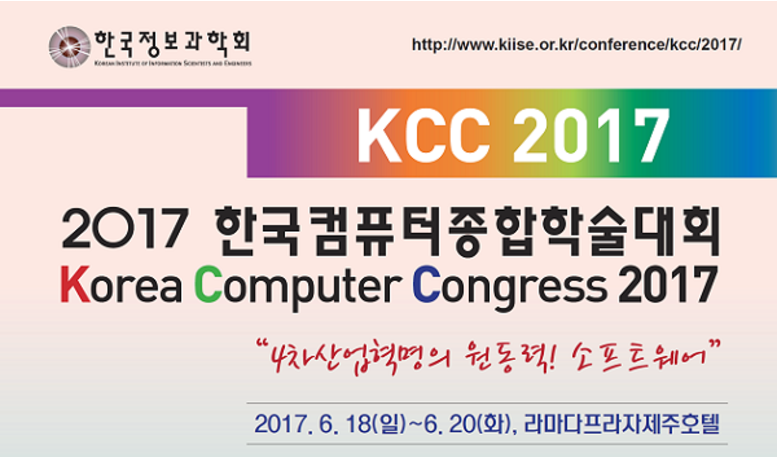 한국정보과학회
KOREAN INSTITUTE OF INFORMATION SCIENTISTS AND ENGINEERS
http://www.kiise.or.kr/conference/kcc/2017/
KCC 2017
2017 한국컴퓨터종합학술대회
Korea Computer Congress 2017
“4차산업혁명의 원동력! 소프트웨어”
2017. 6. 18(일)~6. 20(화), 라마다프라자제주호텔